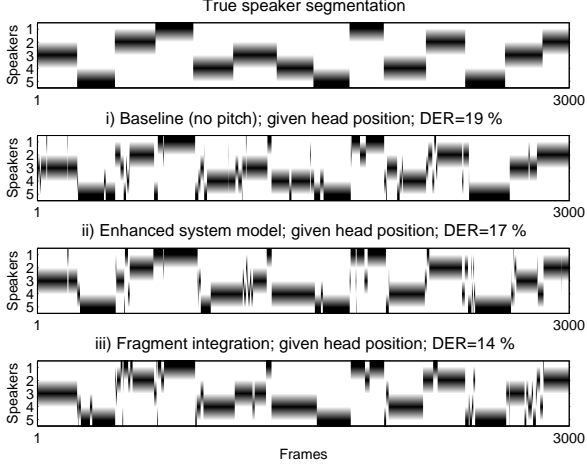 True speaker segmentation
Speakers
1
2
3
4
5
1 3000
i) Baseline (no pitch); given head position; DER=19 %
Speakers
1
2
3
4
5
1 3000
ii) Enhanced system model; given head position; DER=17 %
Speakers
1
2
3
4
5
1 3000
iii) Fragment integration; given head position; DER=14 %
Speakers
1
2
3
4
5
1 3000
Frames